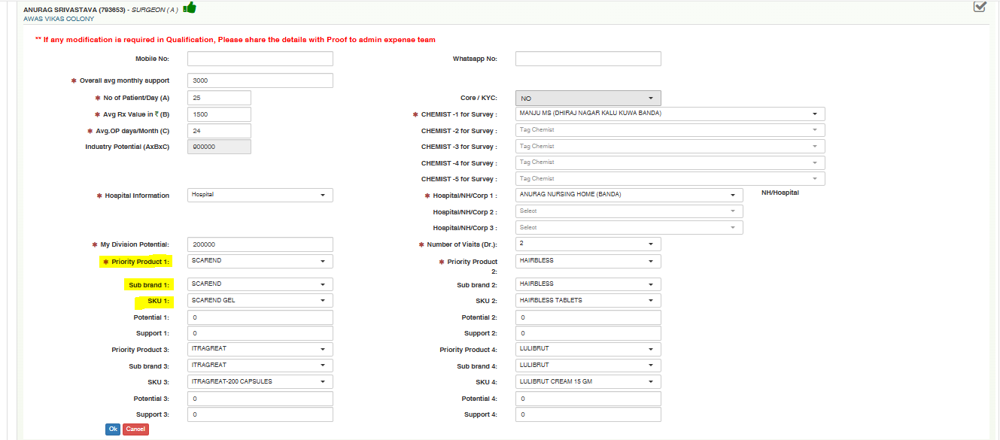 ANURAG SRIVASTAVA (793653) - SURGEON ( A )
AWAS VIKAS COLONY
** If any modification is required in Qualification, Please share the details with Proof to admin expense team
Mobile No:
Whatsapp No:
* Overall avg monthly support 3000
* No of Patient/Day (A) 25
Core / KYC: NO
* Avg Rx Value in ₹ (B) 1500
* CHEMIST -1 for Survey : MANJU MS (DHIRAJ NAGAR KALU KUWA BANDA)
* Avg.OP days/Month (C) 24
CHEMIST -2 for Survey : Tag Chemist
Industry Potential (AxBxC) 900000
CHEMIST -3 for Survey : Tag Chemist
CHEMIST -4 for Survey : Tag Chemist
CHEMIST -5 for Survey : Tag Chemist
* Hospital Information Hospital
* Hospital/NH/Corp 1 : ANURAG NURSING HOME (BANDA) NH/Hospital
Hospital/NH/Corp 2 : Select
Hospital/NH/Corp 3 : Select
* My Division Potential: 200000
* Number of Visits (Dr.): 2
* Priority Product 1: SCAREND
* Priority Product 2: HAIRBLESS
Sub brand 1: SCAREND
Sub brand 2: HAIRBLESS
SKU 1: SCAREND GEL
SKU 2: HAIRBLESS TABLETS
Potential 1: 0
Potential 2: 0
Support 1: 0
Support 2: 0
Priority Product 3: ITRAGREAT
Priority Product 4: LULIBRUT
Sub brand 3: ITRAGREAT
Sub brand 4: LULIBRUT
SKU 3: ITRAGREAT-200 CAPSULES
SKU 4: LULIBRUT CREAM 15 GM
Potential 3: 0
Potential 4: 0
Support 3: 0
Support 4: 0
Ok Cancel